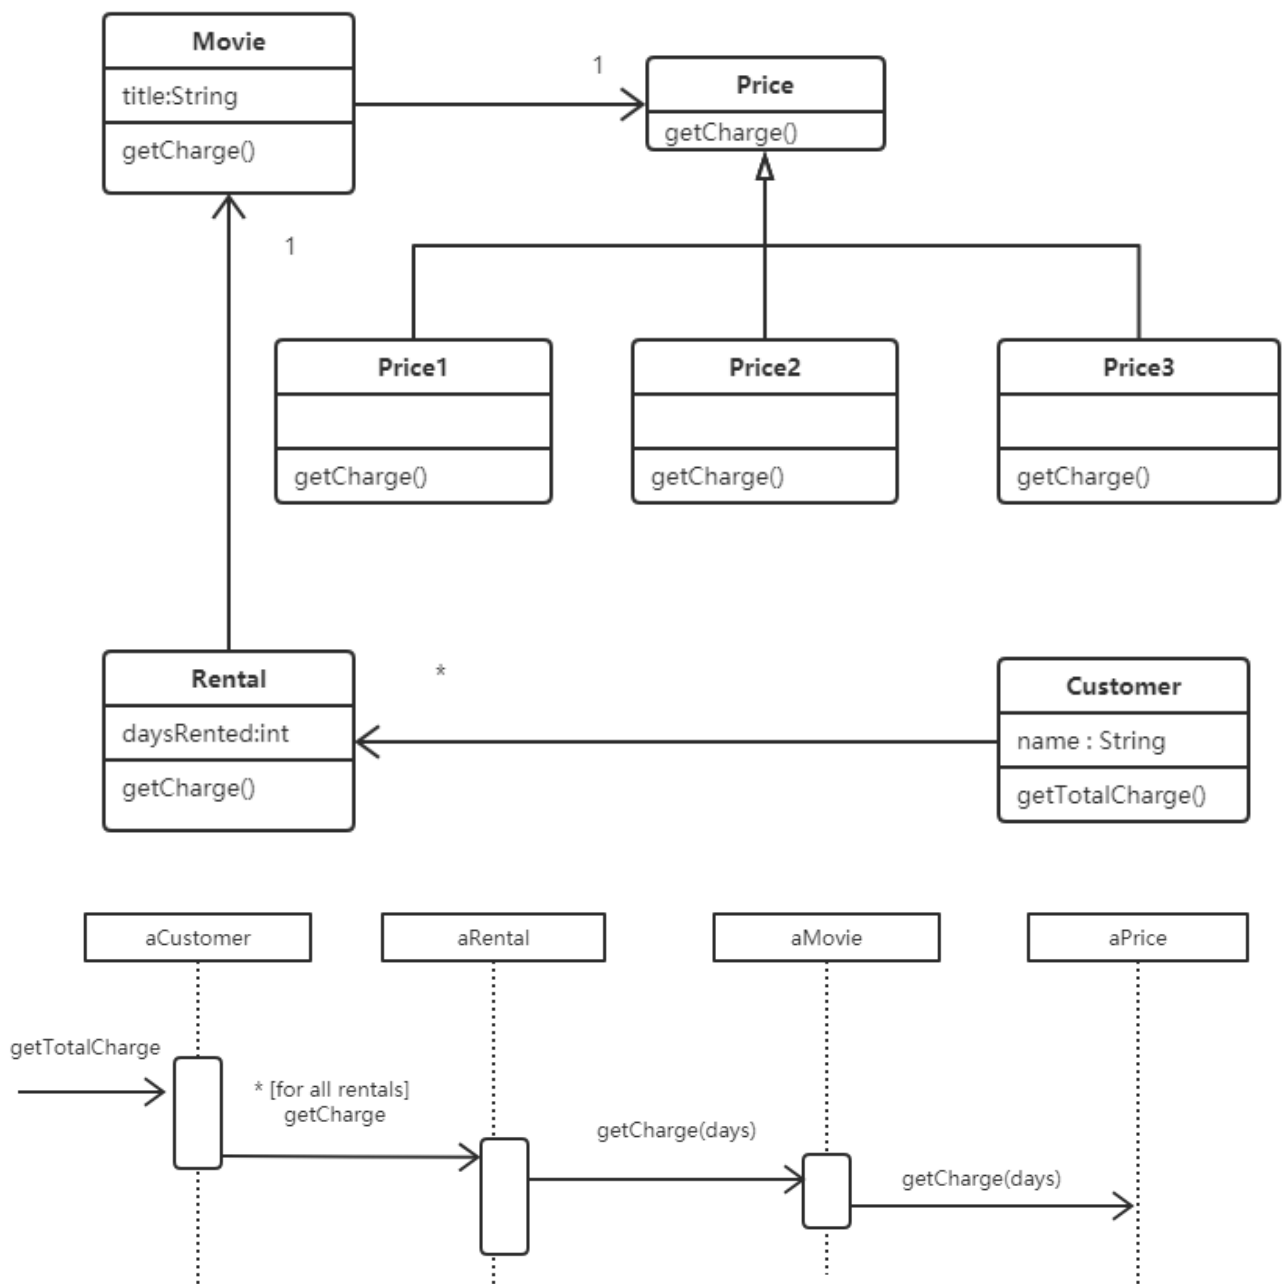 Movie
title:String
getCharge()
1
Price
getCharge()
1
Price1
getCharge()
Price2
getCharge()
Price3
getCharge()
Rental
daysRented:int
getCharge()
*
Customer
name : String
getTotalCharge()
aCustomer
aRental
aMovie
aPrice
getTotalCharge
* [for all rentals]
getCharge
getCharge(days)
getCharge(days)